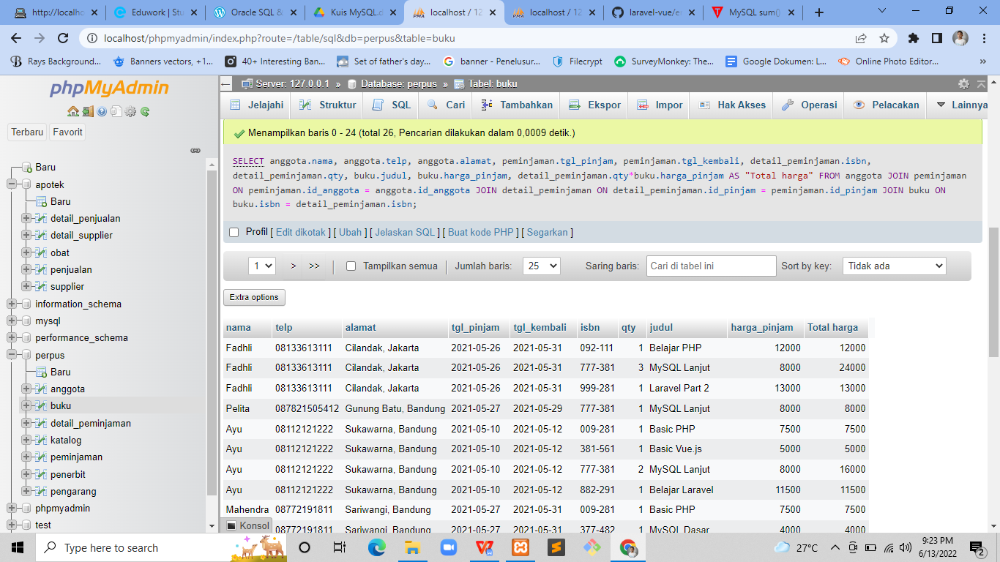 http://localho
Eduwork | Stu
Oracle SQL &
Kuis MySQL.d
localhost / 12
localhost / 12
laravel-vue/e
MySQL sum()
localhost/phpmyadmin/index.php?route=/table/sql&db=perpus&table=buku
Rays Background...
Banners vectors, +1...
40+ Interesting Ban...
Set of father's day...
banner - Penelusur...
Filecrypt
SurveyMonkey: The...
Google Dokumen: L...
Online Photo Editor...
phpMyAdmin
Terbaru
Favorit
Baru
apotek
Baru
detail_penjualan
detail_supplier
obat
penjualan
supplier
information_schema
mysql
performance_schema
perpus
Baru
anggota
buku
detail_peminjaman
katalog
peminjaman
penerbit
pengarang
phpmyadmin
test
Server: 127.0.0.1 » Database: perpus » Tabel: buku
Jelajahi
Struktur
SQL
Cari
Tambahkan
Ekspor
Impor
Hak Akses
Operasi
Pelacakan
Lainnya
Menampilkan baris 0 - 24 (total 26, Pencarian dilakukan dalam 0,0009 detik.)
SELECT anggota.nama, anggota.telp, anggota.alamat, peminjaman.tgl_pinjam, peminjaman.tgl_kembali, detail_peminjaman.isbn,
detail_peminjaman.qty, buku.judul, buku.harga_pinjam, detail_peminjaman.qty*buku.harga_pinjam AS "Total harga" FROM anggota JOIN peminjaman
ON peminjaman.id_anggota = anggota.id_anggota JOIN detail_peminjaman ON detail_peminjaman.id_pinjam = peminjaman.id_pinjam JOIN buku ON
buku.isbn = detail_peminjaman.isbn;
Profil [ Edit dikotak ] [ Ubah ] [ Jelaskan SQL ] [ Buat kode PHP ] [ Segarkan ]
1 > >> | Tampilkan semua | Jumlah baris: 25 Saring baris: Cari di tabel ini Sort by key: Tidak ada
Extra options
nama telp alamat tgl_pinjam tgl_kembali isbn qty judul harga_pinjam Total harga
Fadhli 08133613111 Cilandak, Jakarta 2021-05-26 2021-05-31 092-111 1 Belajar PHP 12000 12000
Fadhli 08133613111 Cilandak, Jakarta 2021-05-26 2021-05-31 777-381 3 MySQL Lanjut 8000 24000
Fadhli 08133613111 Cilandak, Jakarta 2021-05-26 2021-05-31 999-281 1 Laravel Part 2 13000 13000
Pelita 087821505412 Gunung Batu, Bandung 2021-05-27 2021-05-29 777-381 1 MySQL Lanjut 8000 8000
Ayu 08112121222 Sukawarna, Bandung 2021-05-10 2021-05-12 009-281 1 Basic PHP 7500 7500
Ayu 08112121222 Sukawarna, Bandung 2021-05-10 2021-05-12 381-561 1 Basic Vue.js 5000 5000
Ayu 08112121222 Sukawarna, Bandung 2021-05-10 2021-05-12 777-381 2 MySQL Lanjut 8000 16000
Ayu 08112121222 Sukawarna, Bandung 2021-05-10 2021-05-12 882-291 1 Belajar Laravel 11500 11500
Mahendra 08772191811 Sariwangi, Bandung 2021-05-27 2021-05-31 009-281 1 Basic PHP 7500 7500
08772191811 Sariwangi, Bandung 2021-05-27 2021-05-31 377-482 1 MySQL Dasar 4000 4000
Konsol
Type here to search
27°C
9:23 PM
6/13/2022
2